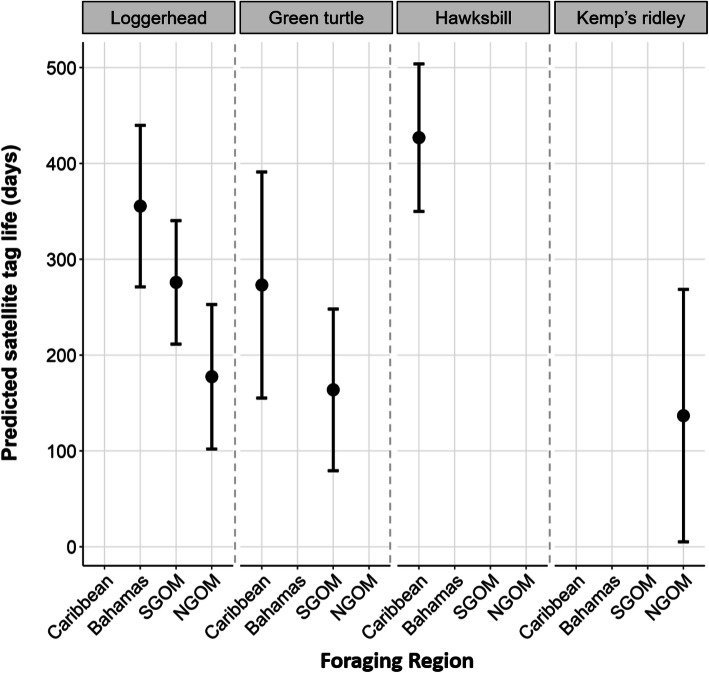 Loggerhead Green turtle Hawksbill Kemp's ridley
Predicted satellite tag life (days)
500
400
300
200
100
0
Caribbean Bahamas SGOM NGOM Caribbean Bahamas SGOM NGOM Caribbean Bahamas SGOM NGOM Caribbean Bahamas SGOM NGOM
Foraging Region